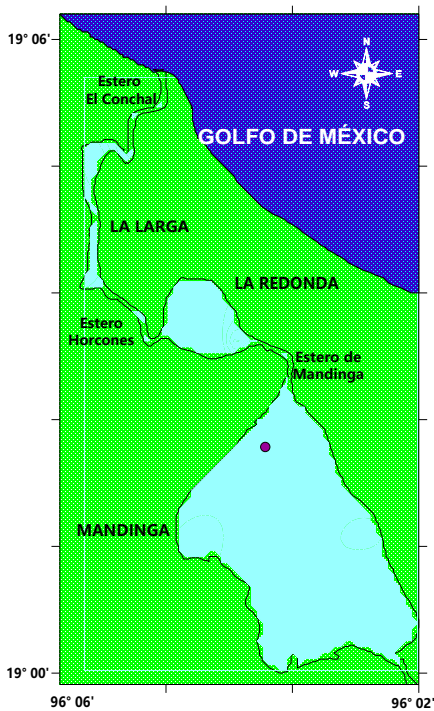 19° 06'
Estero
El Conchal
N
W E
S
GOLFO DE MÉXICO
LA LARGA
LA REDONDA
Estero
Horcones
Estero de
Mandinga
MANDINGA
19° 00'
96° 06'
96° 02'